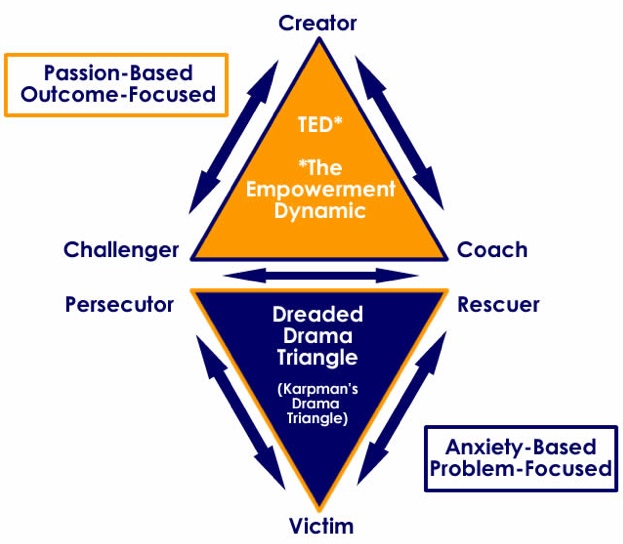 Creator
Passion-Based
Outcome-Focused
TED*
*The
Empowerment
Dynamic
Challenger
Coach
Persecutor
Rescuer
Dreaded
Drama
Triangle
(Karpman's
Drama
Triangle)
Anxiety-Based
Problem-Focused
Victim